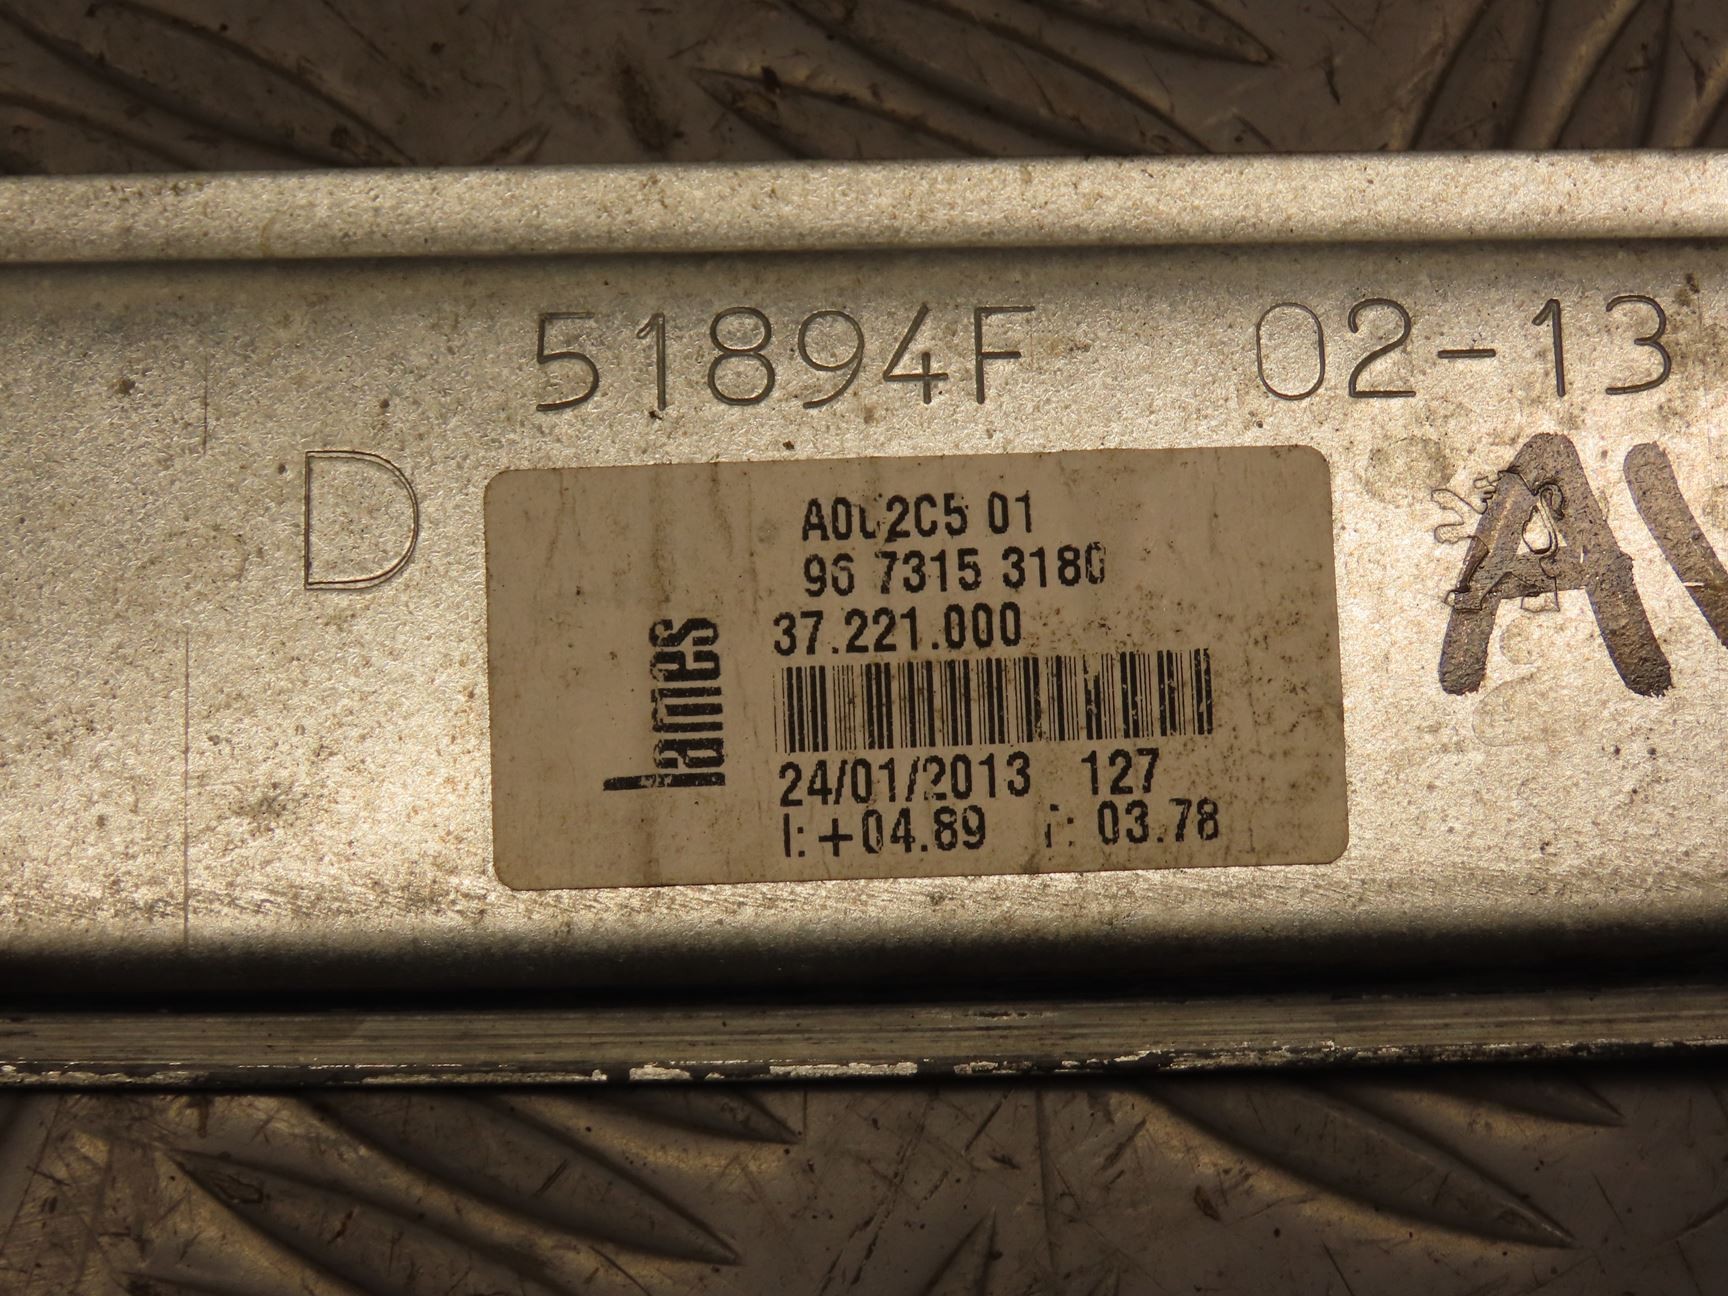 51894F 02-13
D
01
96 7315 3180
37.221.000
lames
24/01/2013 127
I: +04.89 03.78
AV